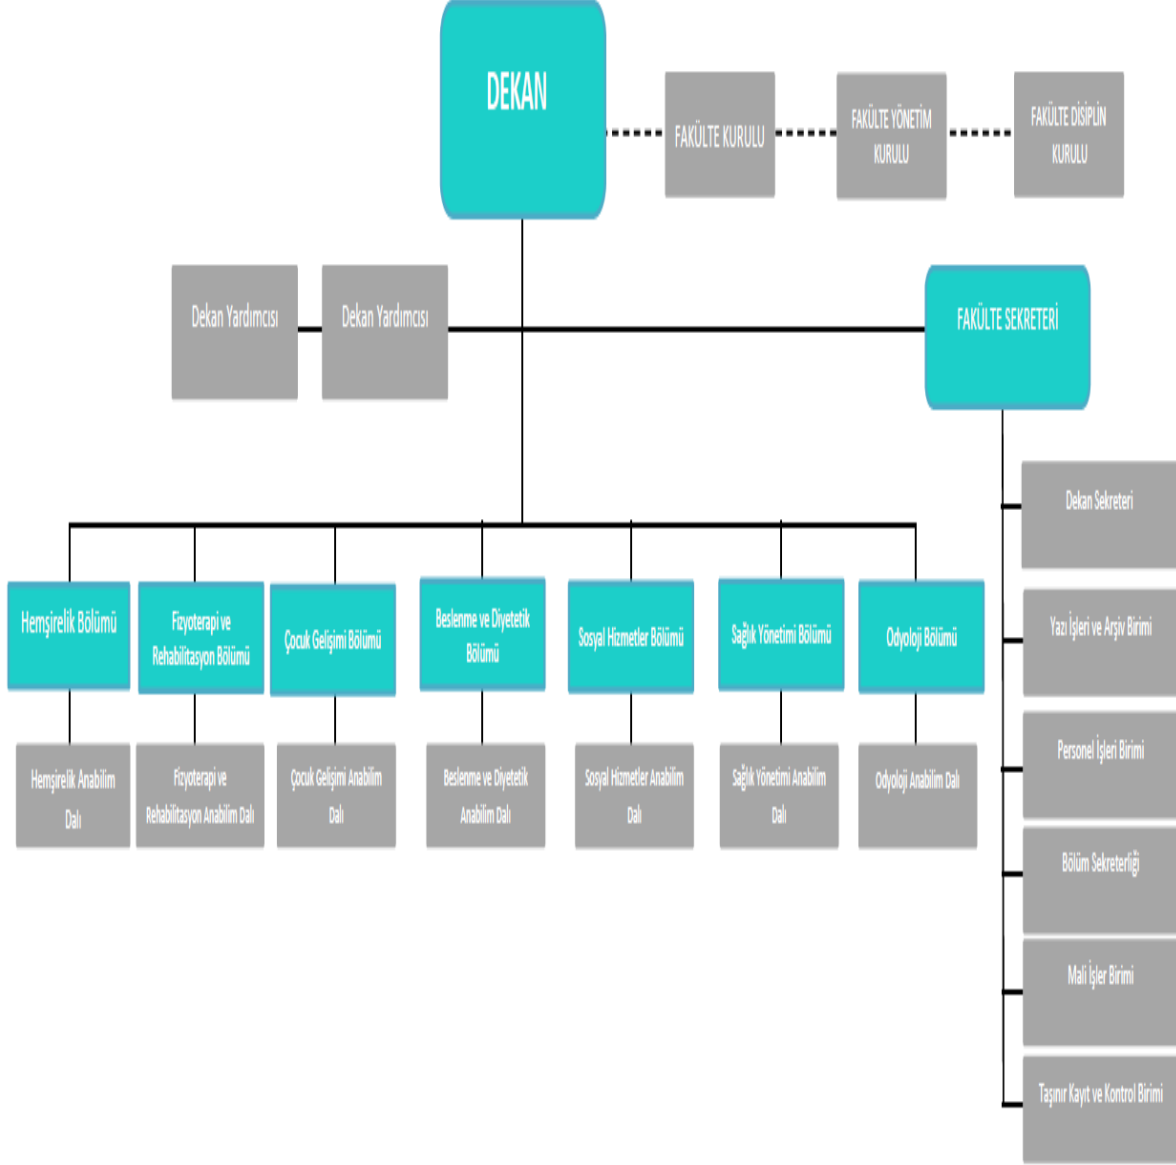 DEKAN
FAKÜLTE KURULU
FAKÜLTE YÖNETİM
KURULU
FAKÜLTE DİSİPLİN
KURULU
Dekan Yardımcısı
Dekan Yardımcısı
FAKÜLTE SEKRETERİ
Dekan Sekreteri
Yazı İşleri ve Arşiv Birimi
Personel İşleri Birimi
Bölüm Sekreterliği
Mali İşler Birimi
Taşınır Kayıt ve Kontrol Birimi
Hemşirelik Bölümü
Fizyoterapi ve
Rehabilitasyon Bölümü
Çocuk Gelişimi Bölümü
Beslenme ve Diyetetik
Bölümü
Sosyal Hizmetler Bölümü
Sağlık Yönetimi Bölümü
Odyoloji Bölümü
Hemşirelik Anabilim
Dalı
Fizyoterapi ve
Rehabilitasyon Anabilim Dalı
Çocuk Gelişimi Anabilim
Dalı
Beslenme ve Diyetetik
Anabilim Dalı
Sosyal Hizmetler Anabilim
Dalı
Sağlık Yönetimi Anabilim
Dalı
Odyoloji Anabilim Dalı